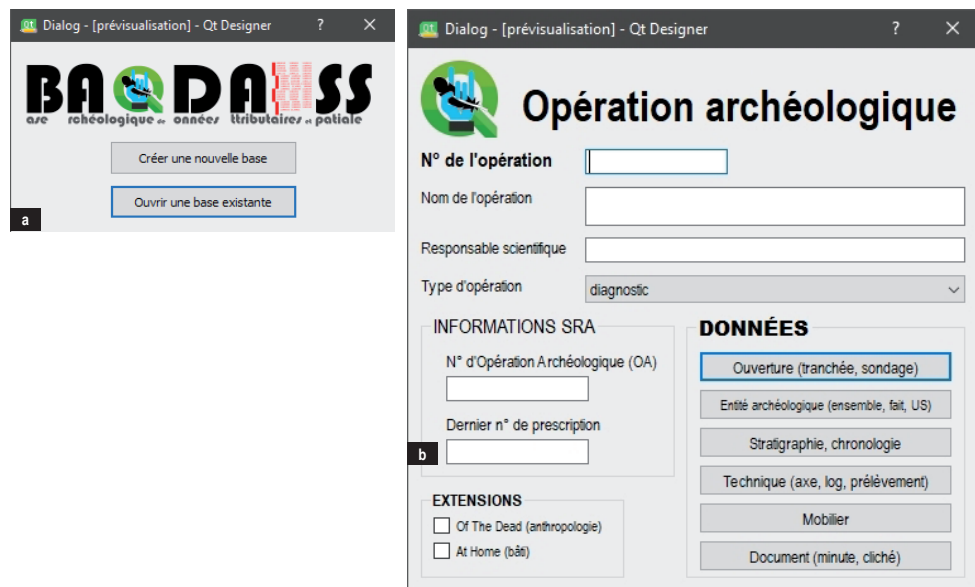 Dialog - [prévisualisation] - Qt Designer ? ×
BAQDASS
ase rchéologique de onnées ttributaires et patiale
Créer une nouvelle base
Ouvrir une base existante
a
Dialog - [prévisualisation] - Qt Designer ? ×
Opération archéologique
N° de l'opération
Nom de l'opération
Responsable scientifique
Type d'opération
diagnostic
INFORMATIONS SRA
N° d'Opération Archéologique (OA)
Dernier n° de prescription
b
EXTENSIONS
Of The Dead (anthropologie)
At Home (bâti)
DONNÉES
Ouverture (tranchée, sondage)
Entité archéologique (ensemble, fait, US)
Stratigraphie, chronologie
Technique (axe, log, prélèvement)
Mobilier
Document (minute, cliché)